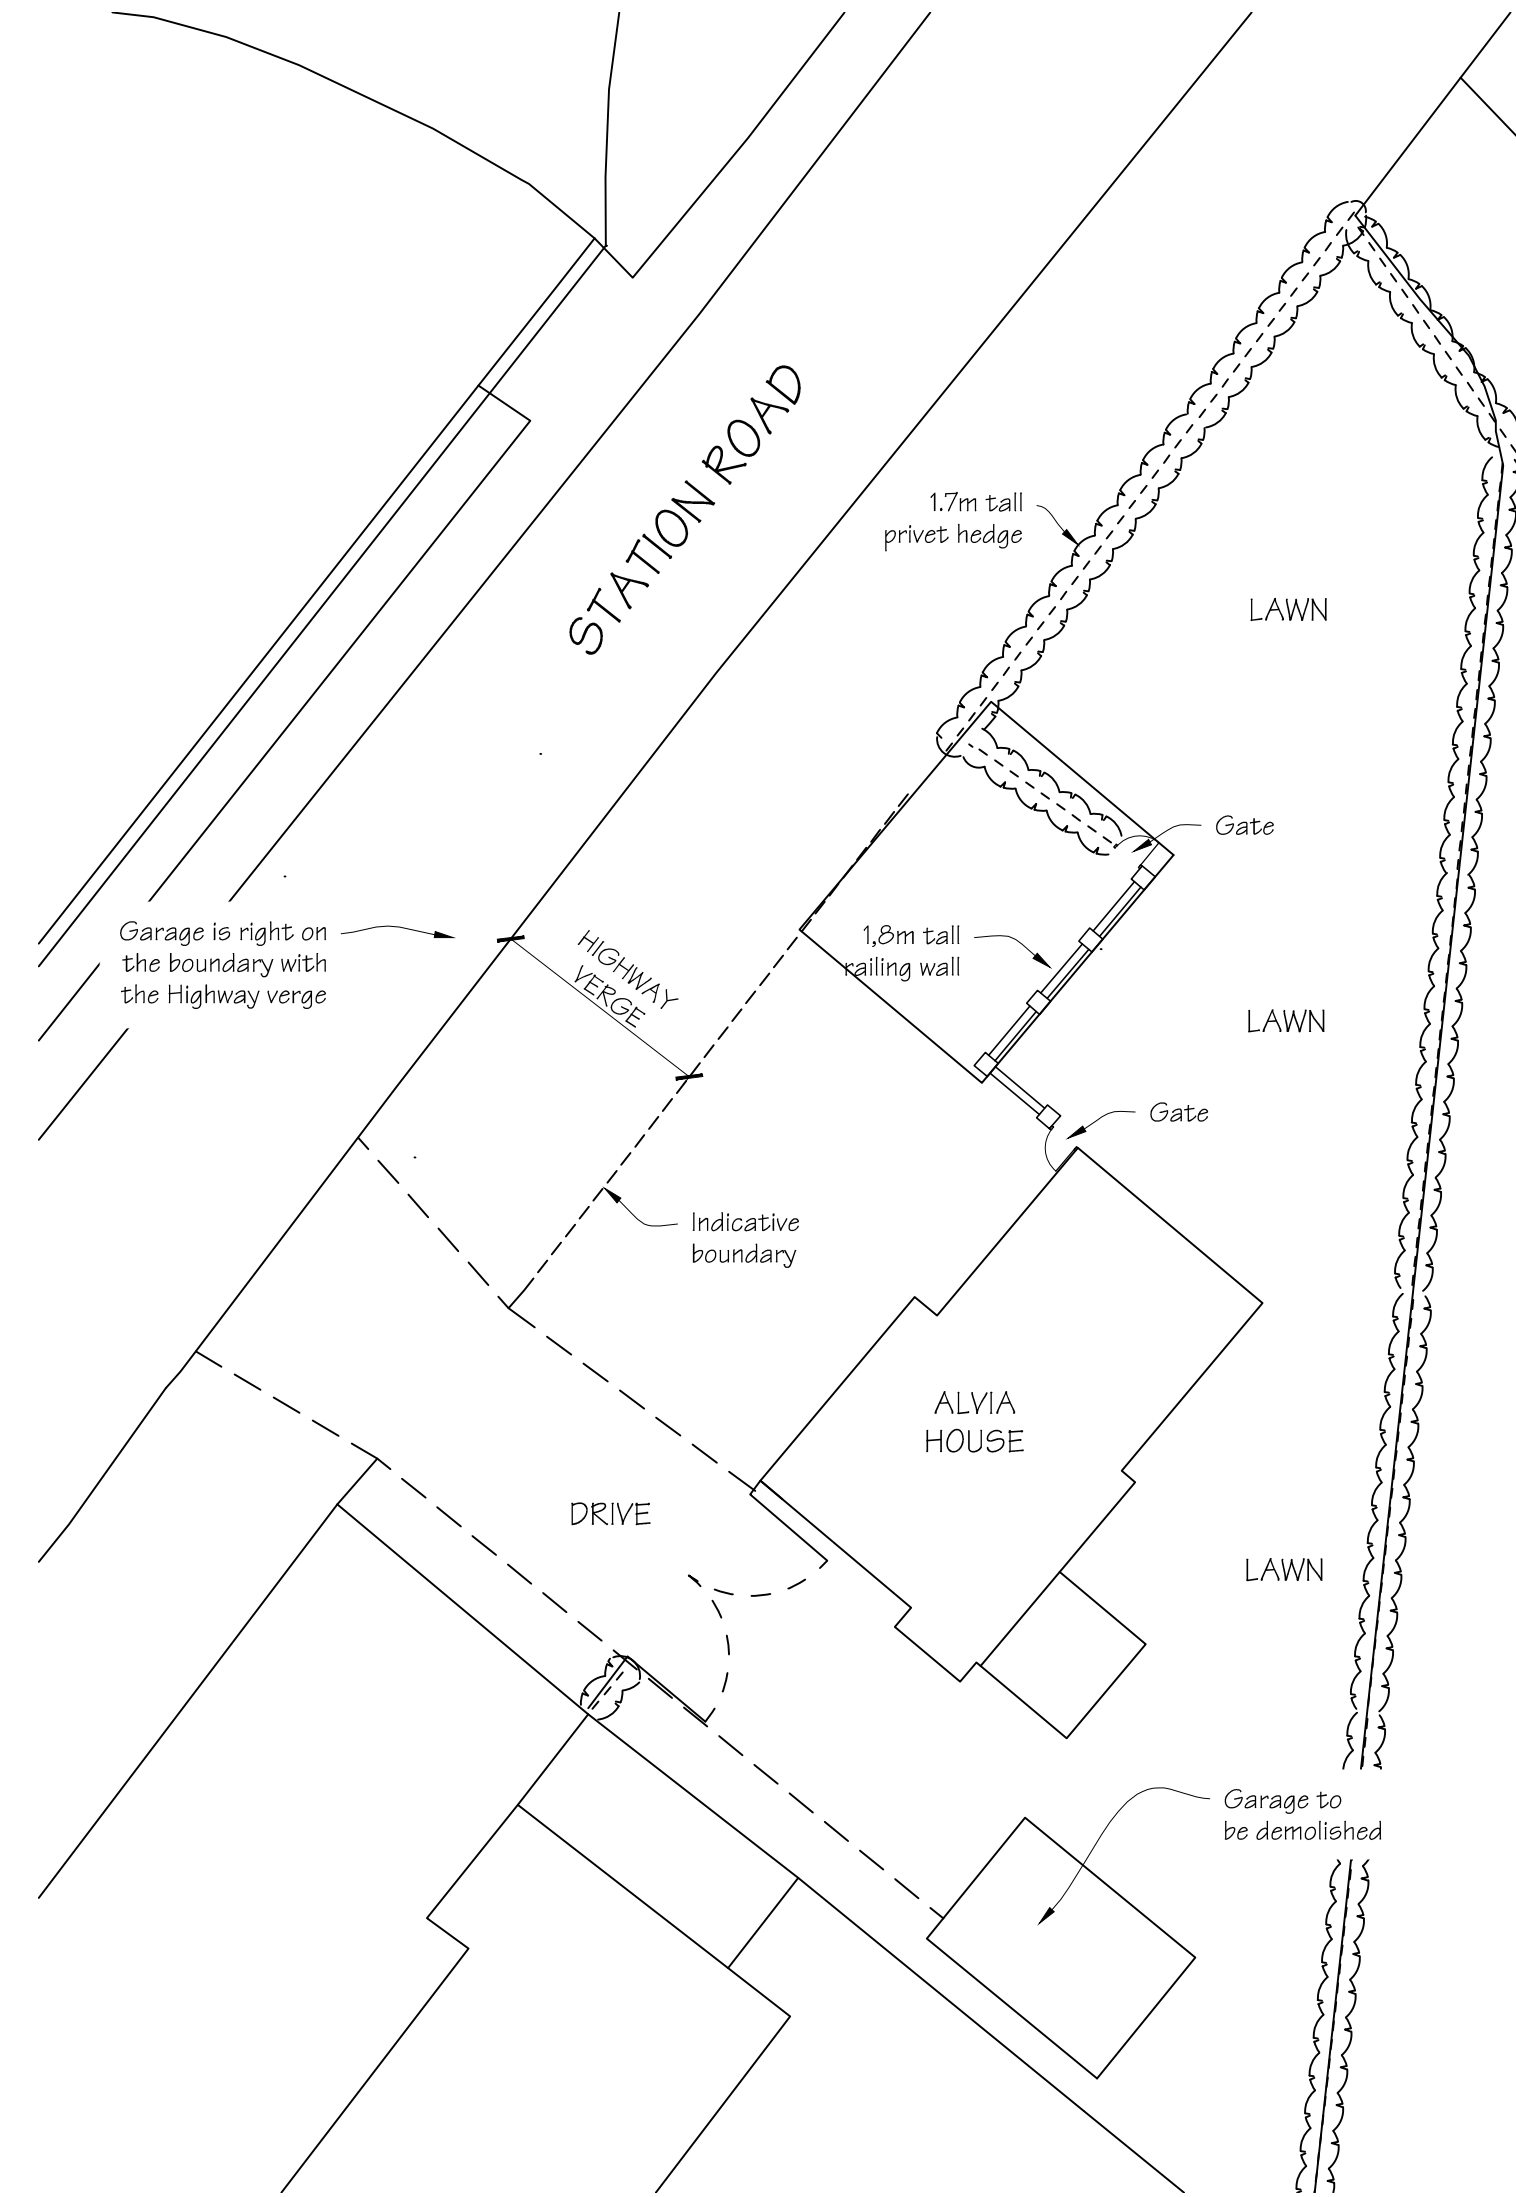 STATION ROAD
1.7m tall
privet hedge
LAWN
Gate
Garage is right on
the boundary with
the Highway verge
HIGHWAY
VERGE
1,8m tall
railing wall
LAWN
Gate
Indicative
boundary
ALVIA
HOUSE
DRIVE
LAWN
Garage to
be demolished